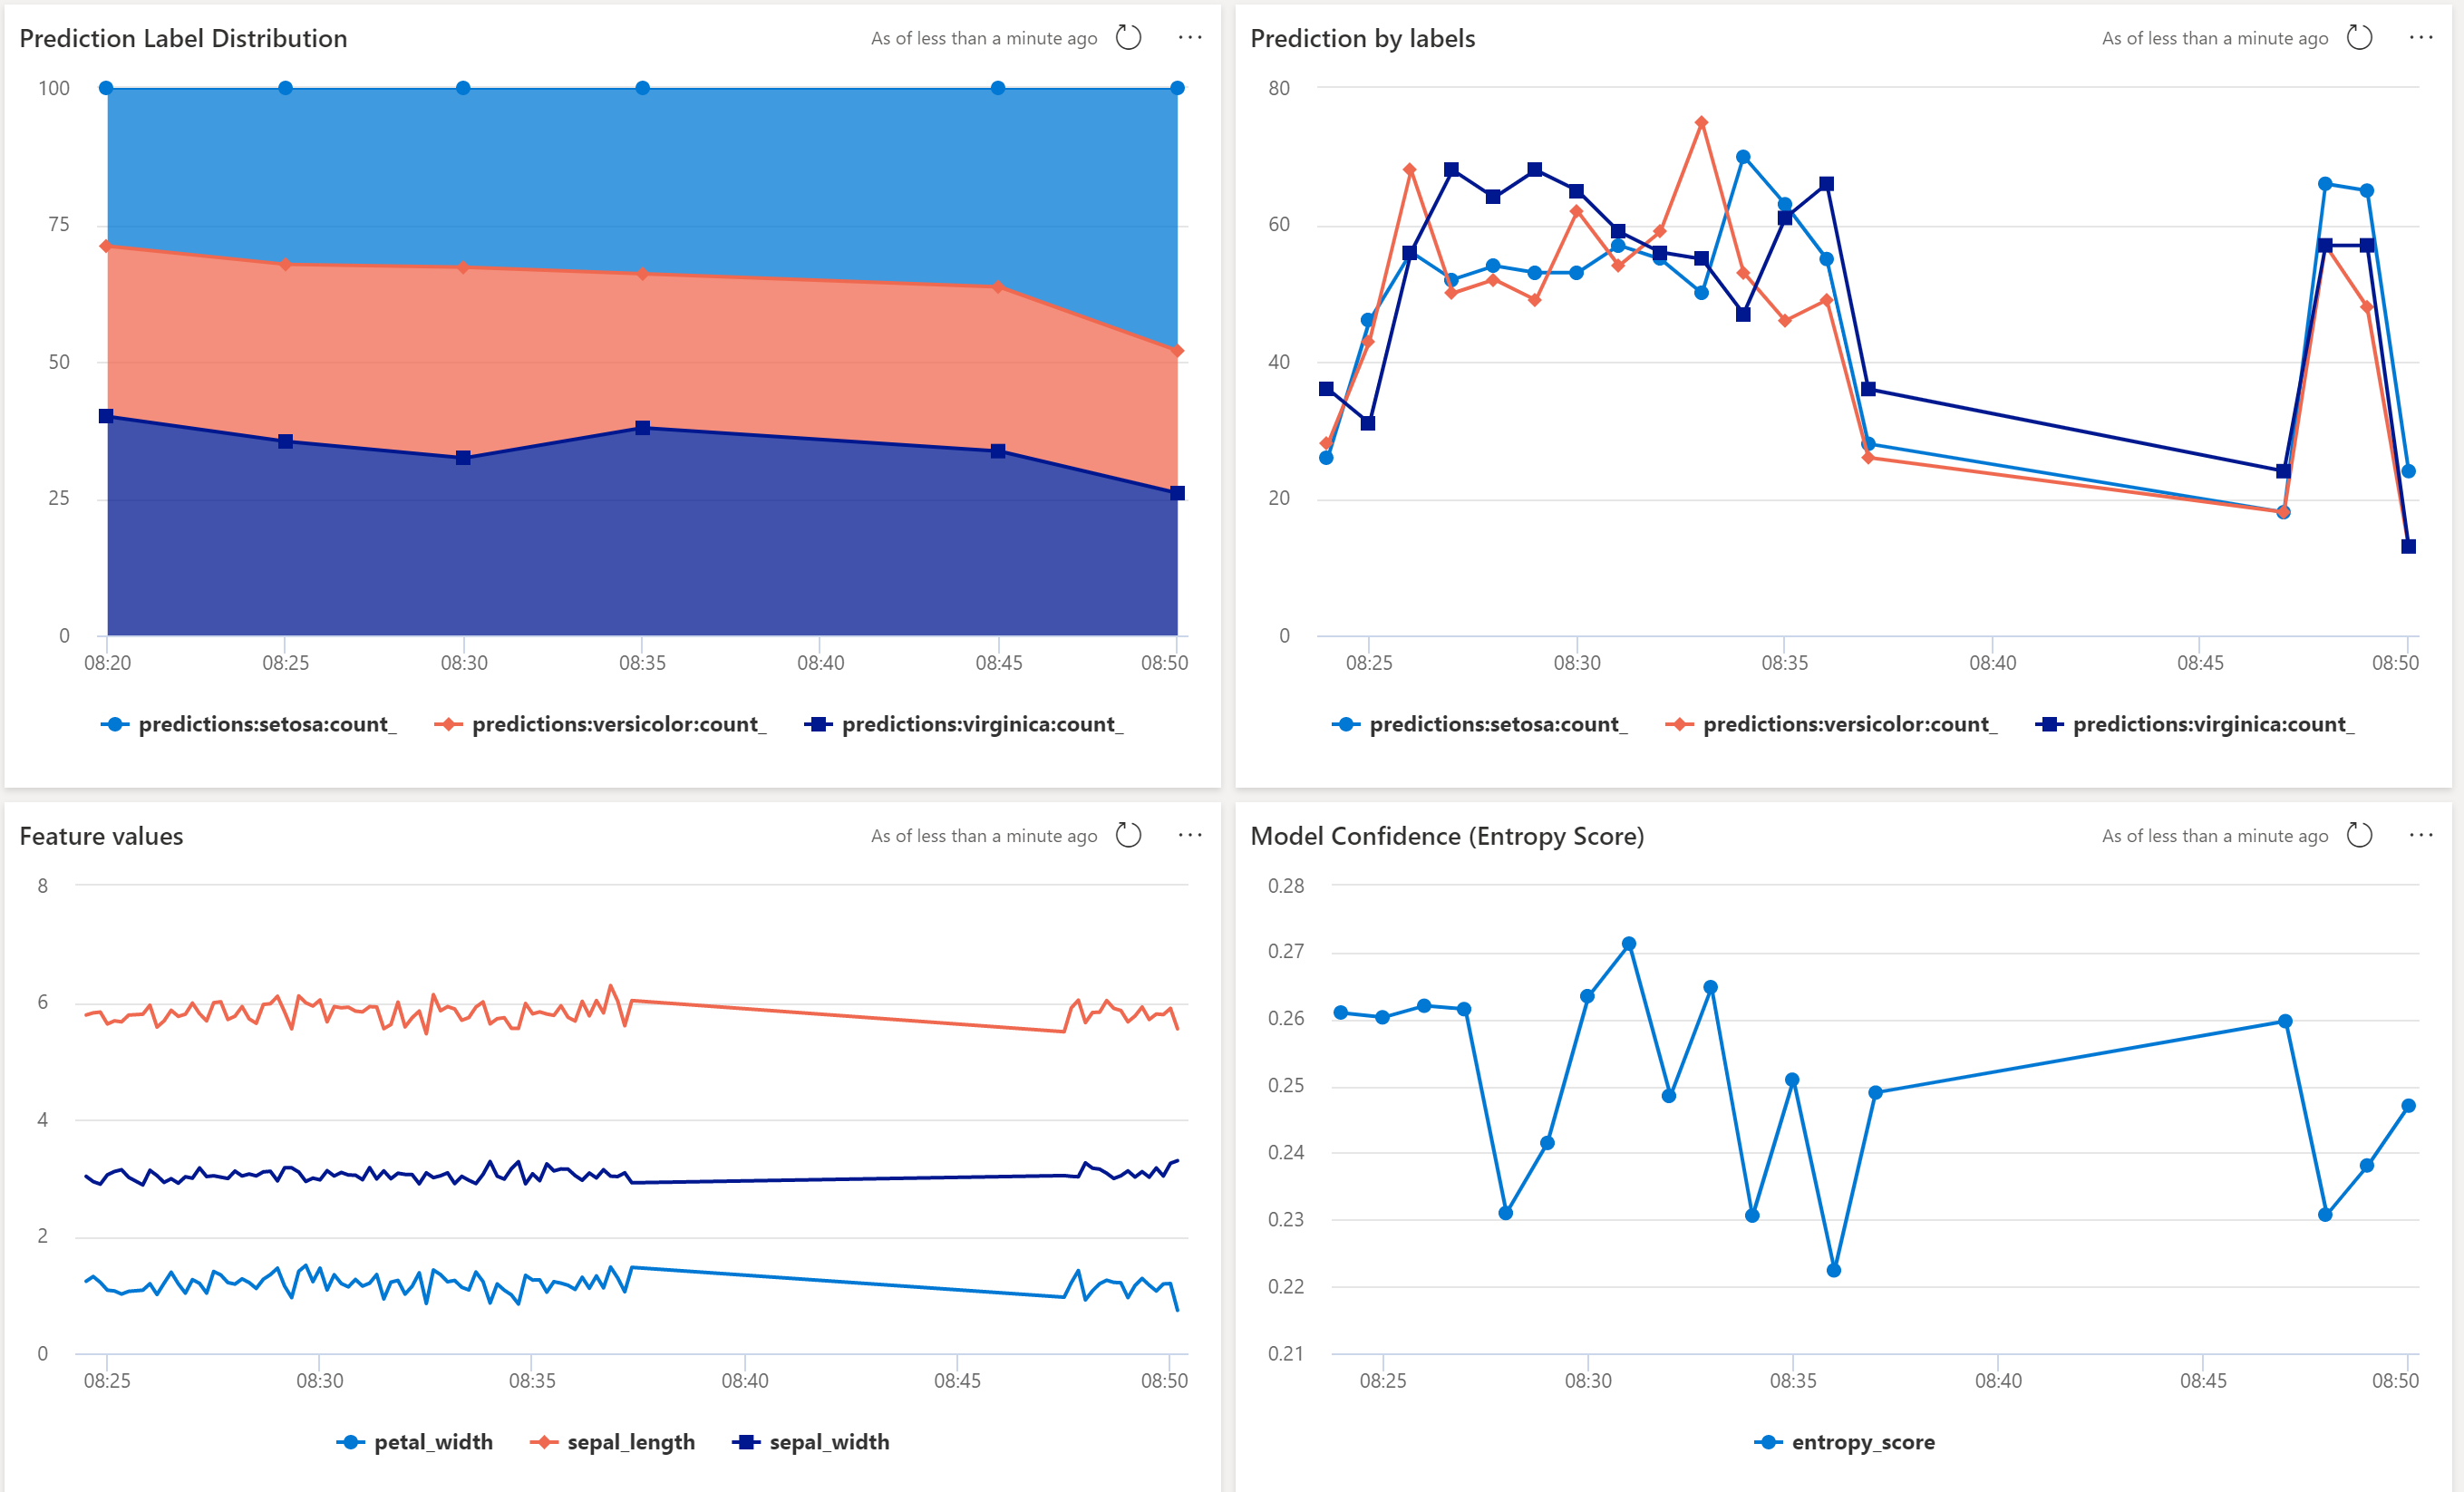 Prediction Label Distribution
As of less than a minute ago
100
75
50
25
0
08:20 08:25 08:30 08:35 08:40 08:45 08:50
predictions:setosa:count_ predictions:versicolor:count_ predictions:virginica:count_
Prediction by labels
As of less than a minute ago
80
60
40
20
0
08:25 08:30 08:35 08:40 08:45 08:50
predictions:setosa:count_ predictions:versicolor:count_ predictions:virginica:count_
Feature values
As of less than a minute ago
8
6
4
2
0
08:25 08:30 08:35 08:40 08:45 08:50
petal_width sepal_length sepal_width
Model Confidence (Entropy Score)
As of less than a minute ago
0.28
0.27
0.26
0.25
0.24
0.23
0.22
0.21
08:25 08:30 08:35 08:40 08:45 08:50
entropy_score